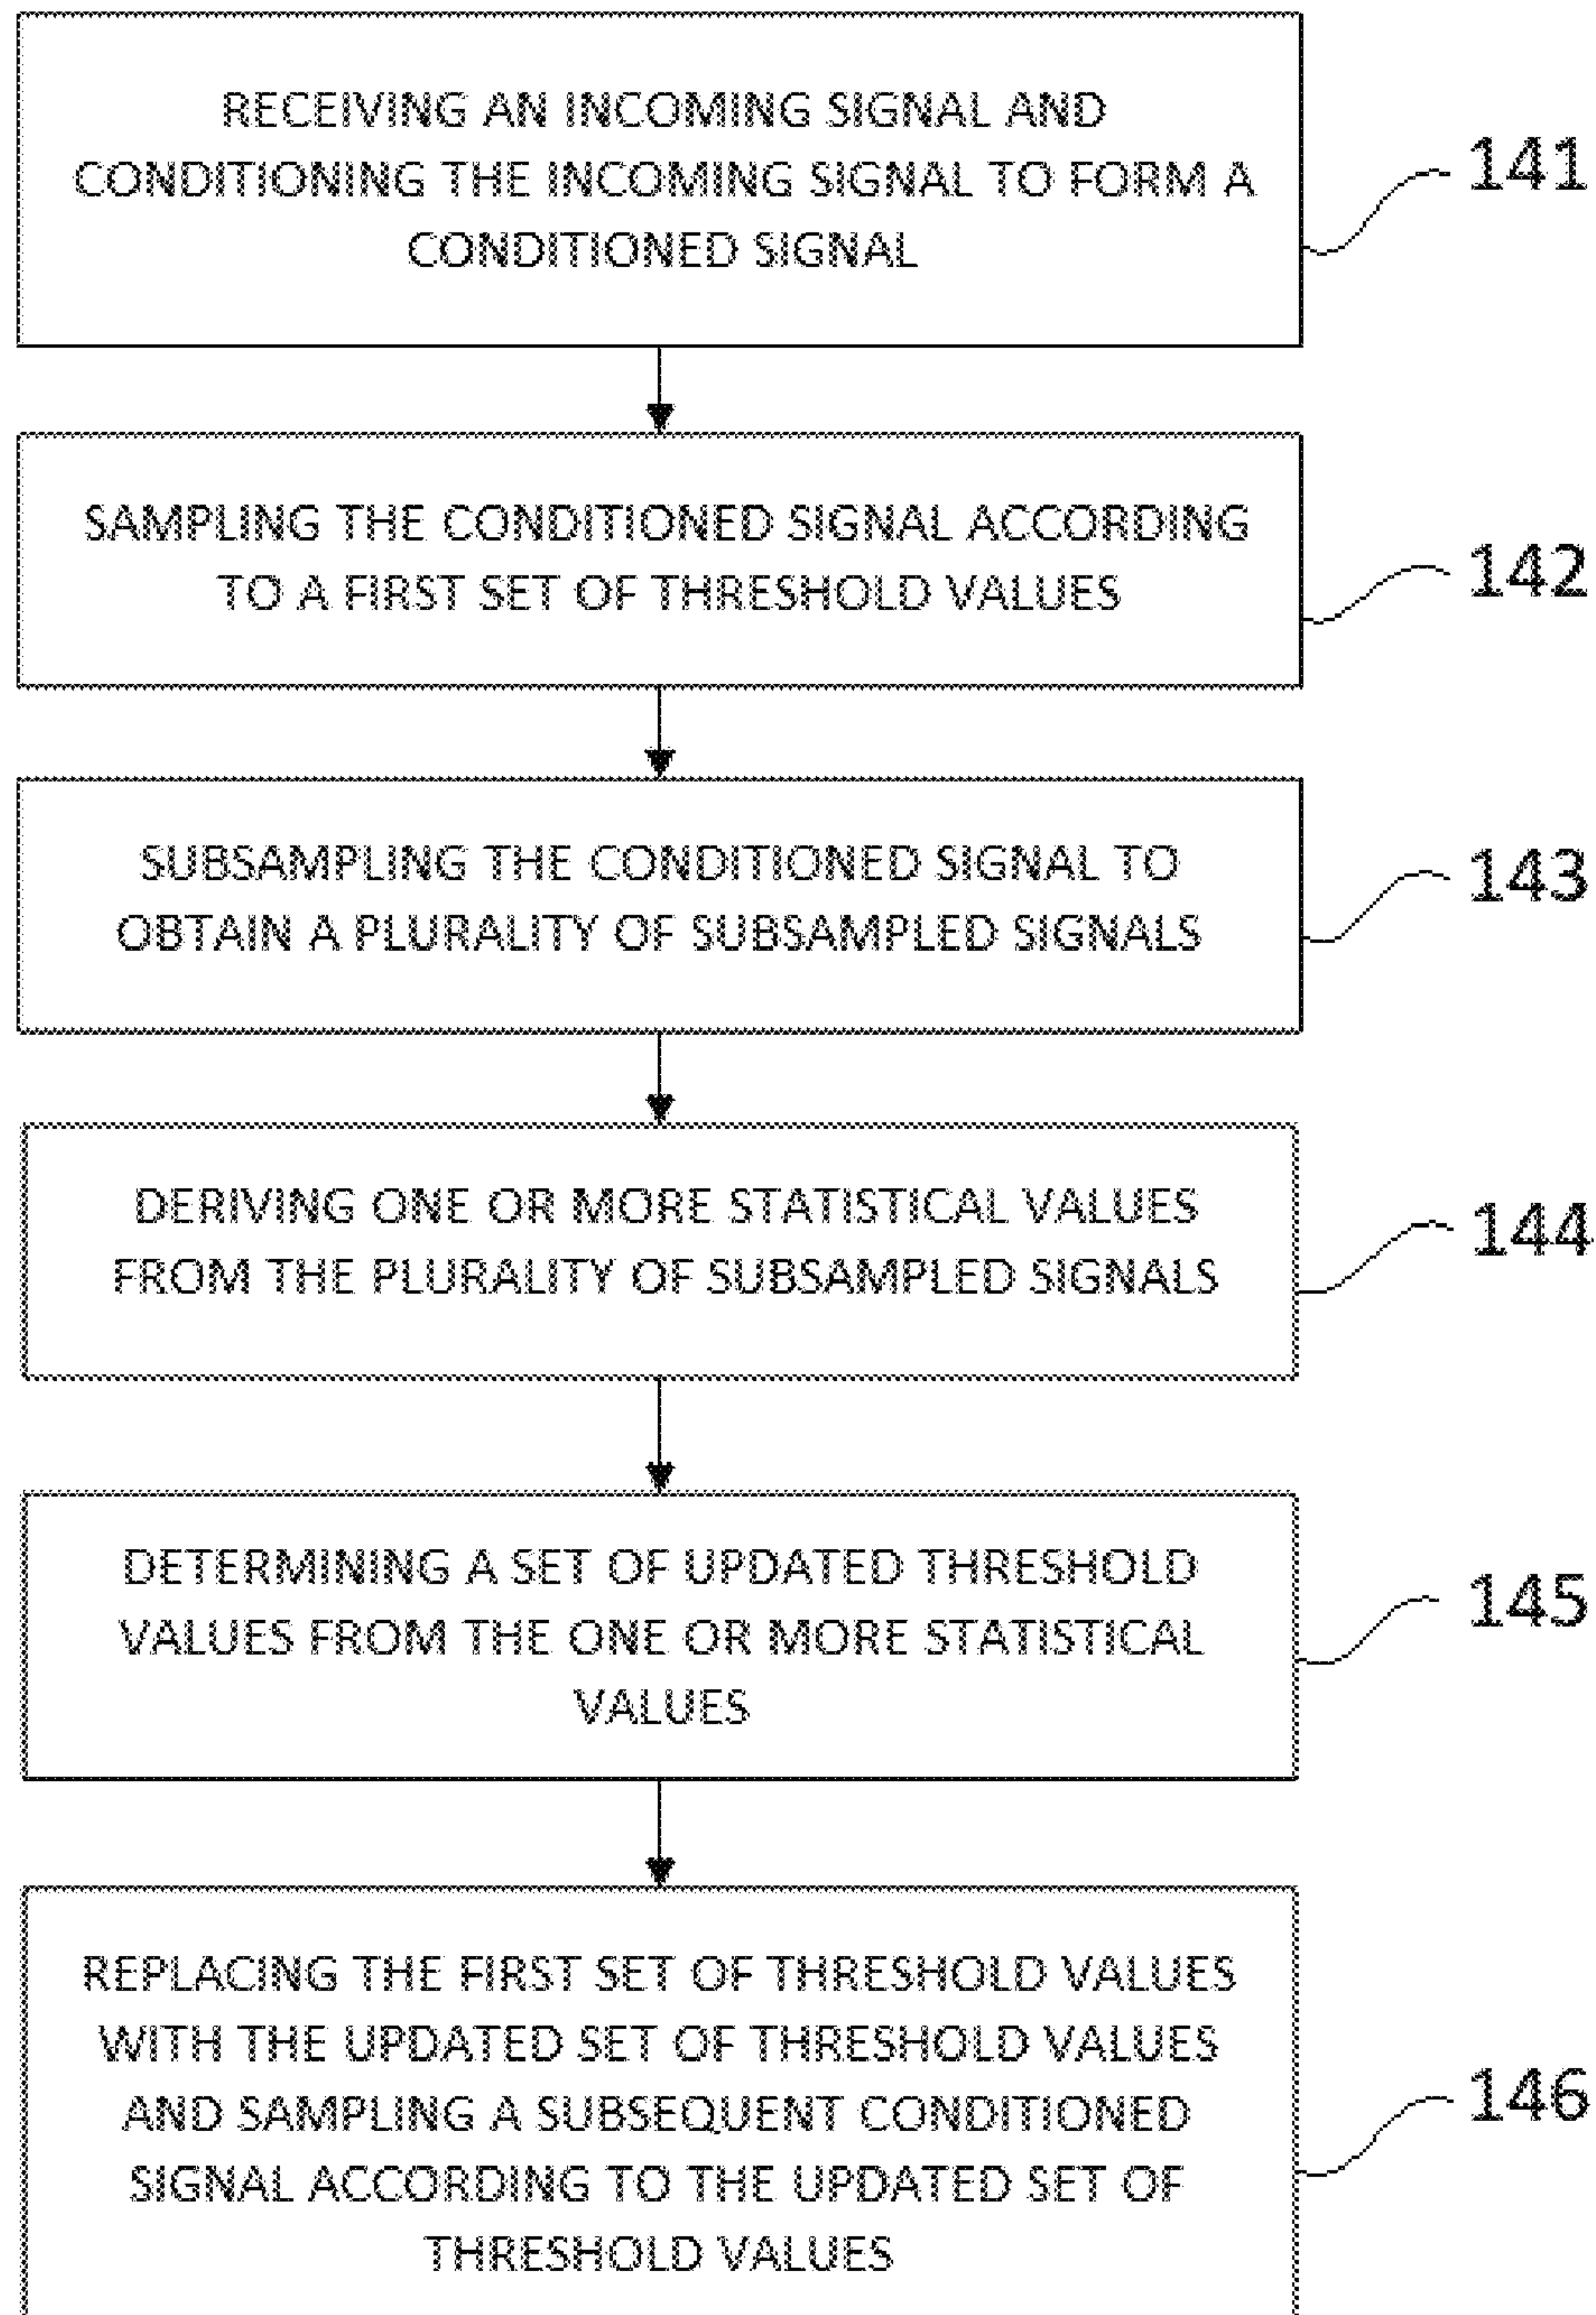 RECEIVING AN INCOMING SIGNAL AND
CONDITIONING THE INCOMING SIGNAL TO FORM A
CONDITIONED SIGNAL
141
SAMPLING THE CONDITIONED SIGNAL ACCORDING
TO A FIRST SET OF THRESHOLD VALUES
142
SUBSAMPLING THE CONDITIONED SIGNAL TO
OBTAIN A PLURALITY OF SUBSAMPLED SIGNALS
143
DERIVING ONE OR MORE STATISTICAL VALUES
FROM THE PLURALITY OF SUBSAMPLED SIGNALS
144
DETERMINING A SET OF UPDATED THRESHOLD
VALUES FROM THE ONE OR MORE STATISTICAL
VALUES
145
REPLACING THE FIRST SET OF THRESHOLD VALUES
WITH THE UPDATED SET OF THRESHOLD VALUES
AND SAMPLING A SUBSEQUENT CONDITIONED
SIGNAL ACCORDING TO THE UPDATED SET OF
THRESHOLD VALUES
146